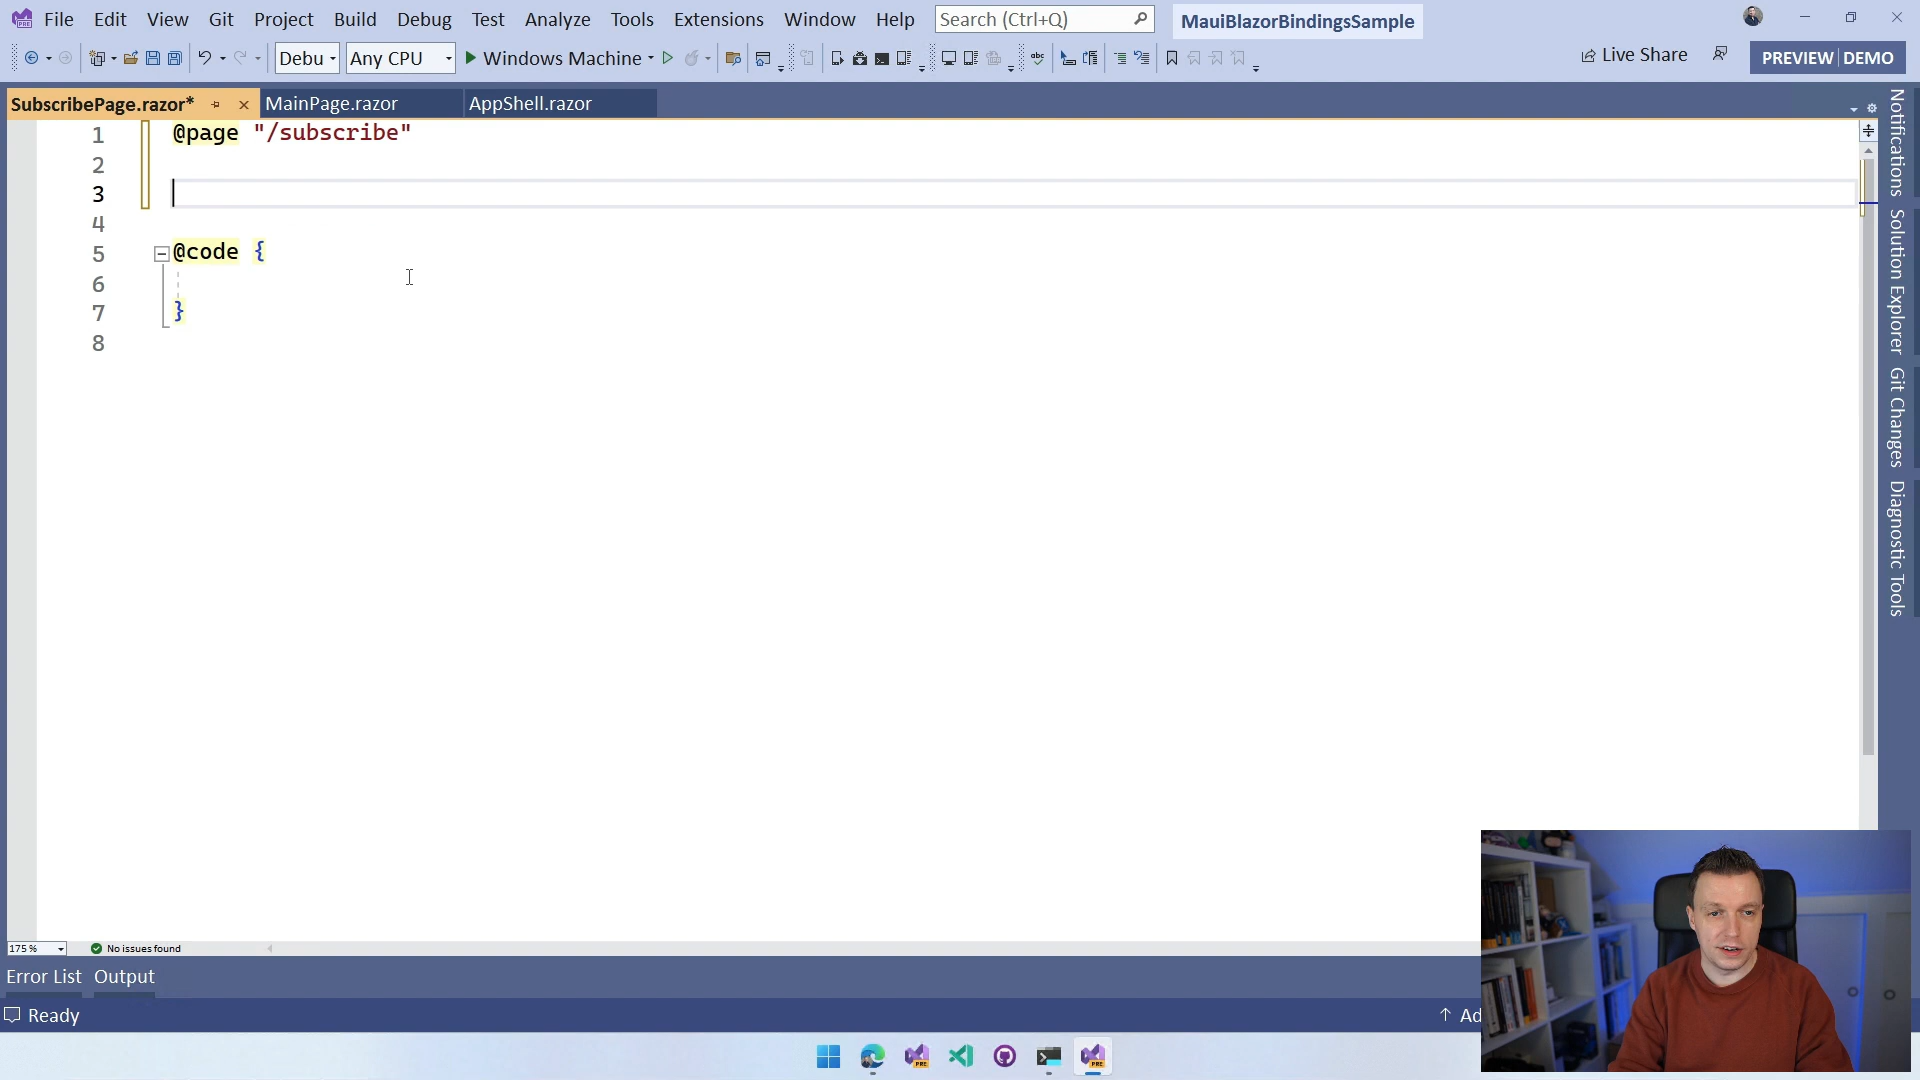 File Edit View Git Project Build Debug Test Analyze Tools Extensions Window Help Search (Ctrl+Q) MauiBlazorBindingsSample
Debu Any CPU Windows Machine Live Share PREVIEW DEMO
SubscribePage.razor* MainPage.razor AppShell.razor
1 @page "/subscribe"
2
3
4
5 @code {
6
7 }
8
Notifications
Solution Explorer
Git Changes
Diagnostic Tools
175 % No issues found
Error List Output
Ready Ad